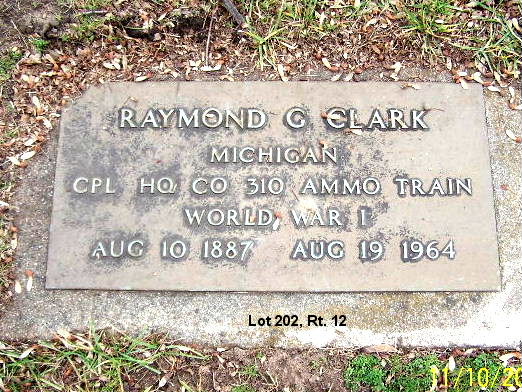 RAYMOND G CLARK
MICHIGAN
CPL HQ CO 310 AMMO TRAIN
WORLD WAR I
AUG 10 1887 AUG 19 1964
Lot 202, Rt. 12